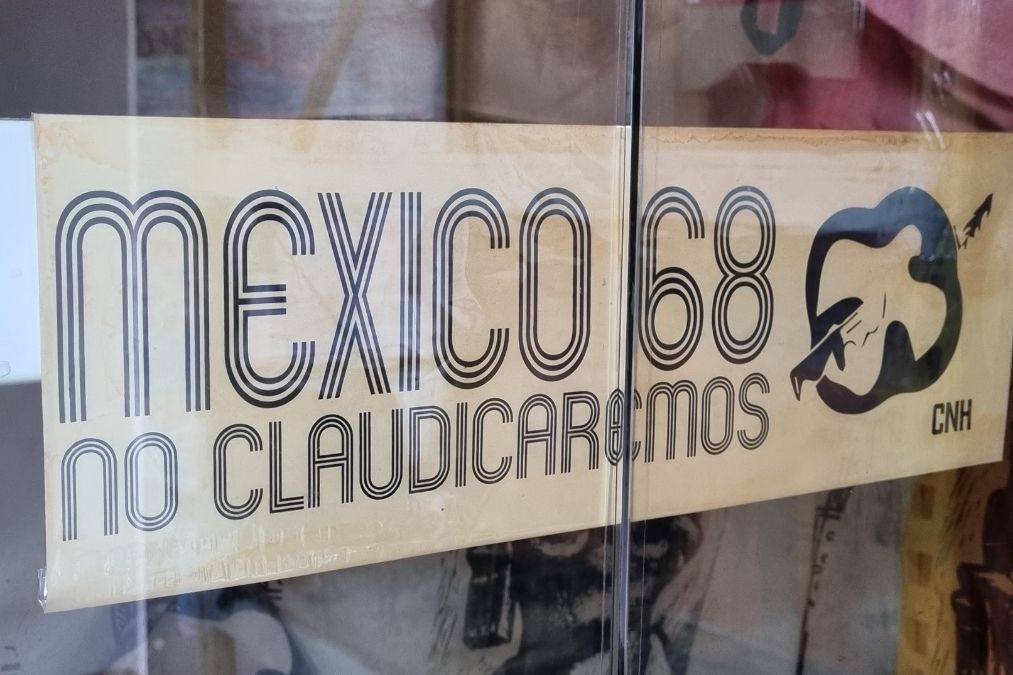 MEXICO 68
NO CLAUDICAREMOS
CNH